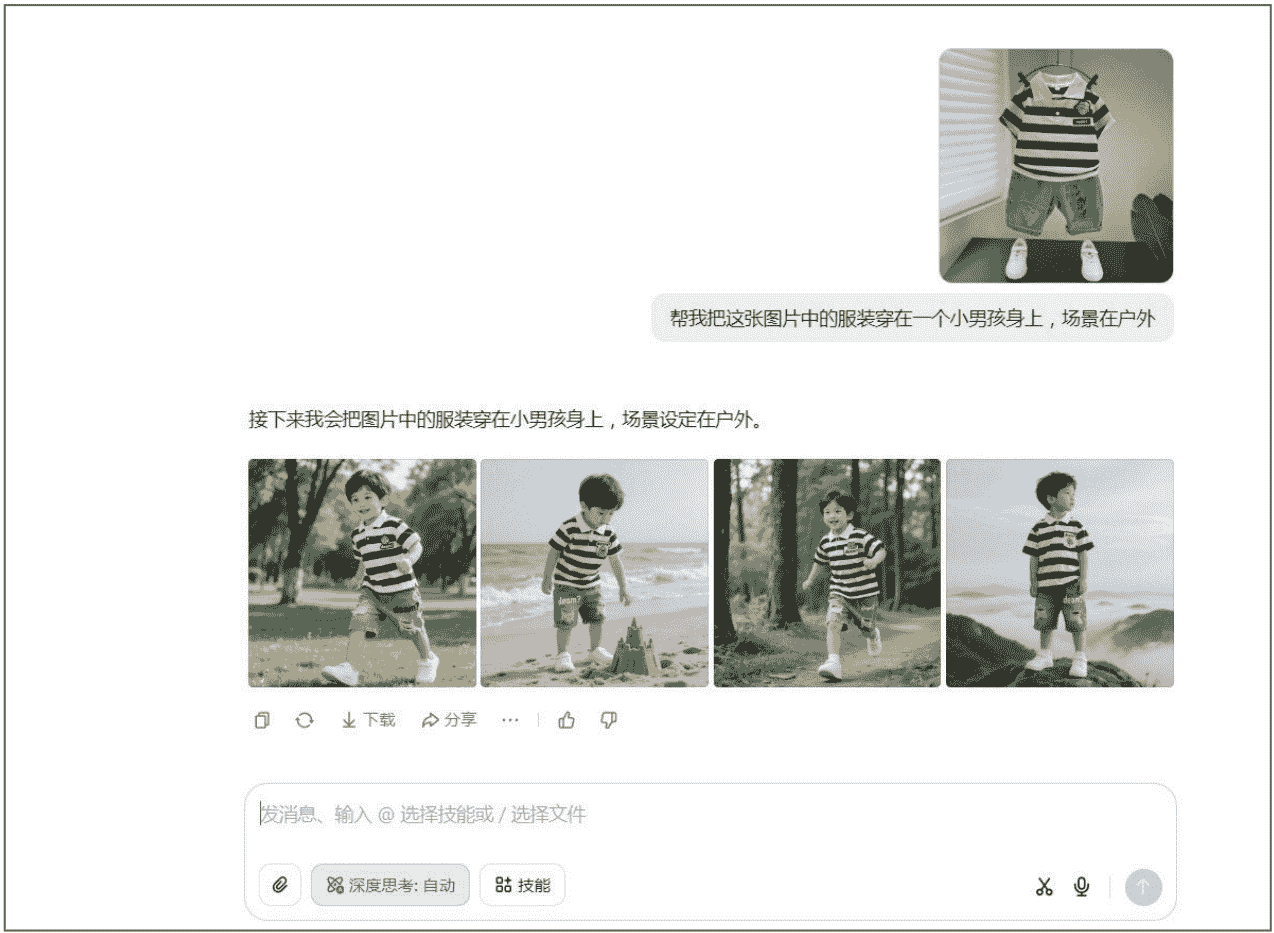 帮我把这张图片中的服装穿在一个小男孩身上，场景在户外
接下来我会把图片中的服装穿在小男孩身上，场景设定在户外。
下载
分享
发消息、输入 @ 选择技能或 / 选择文件
深度思考: 自动
技能